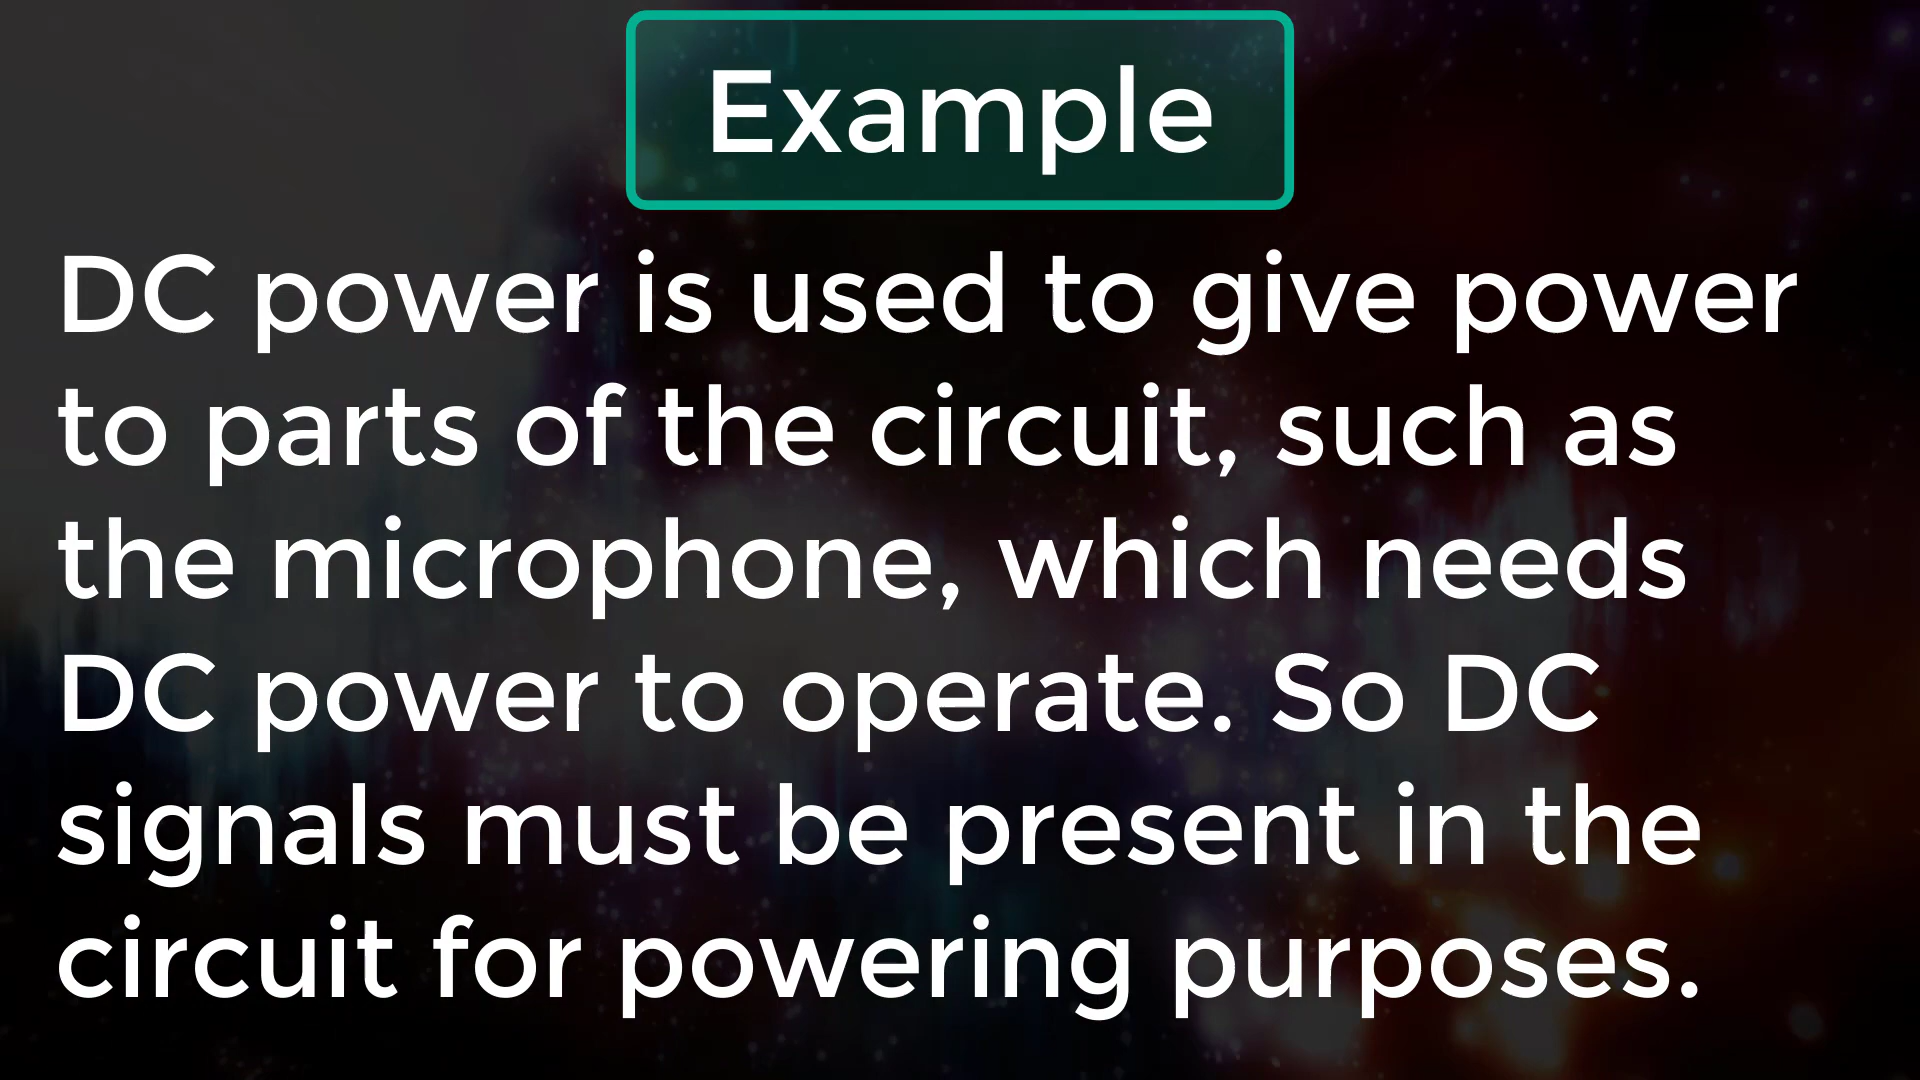 Example
DC power is used to give power
to parts of the circuit, such as
the microphone, which needs
DC power to operate. So DC
signals must be present in the
circuit for powering purposes.